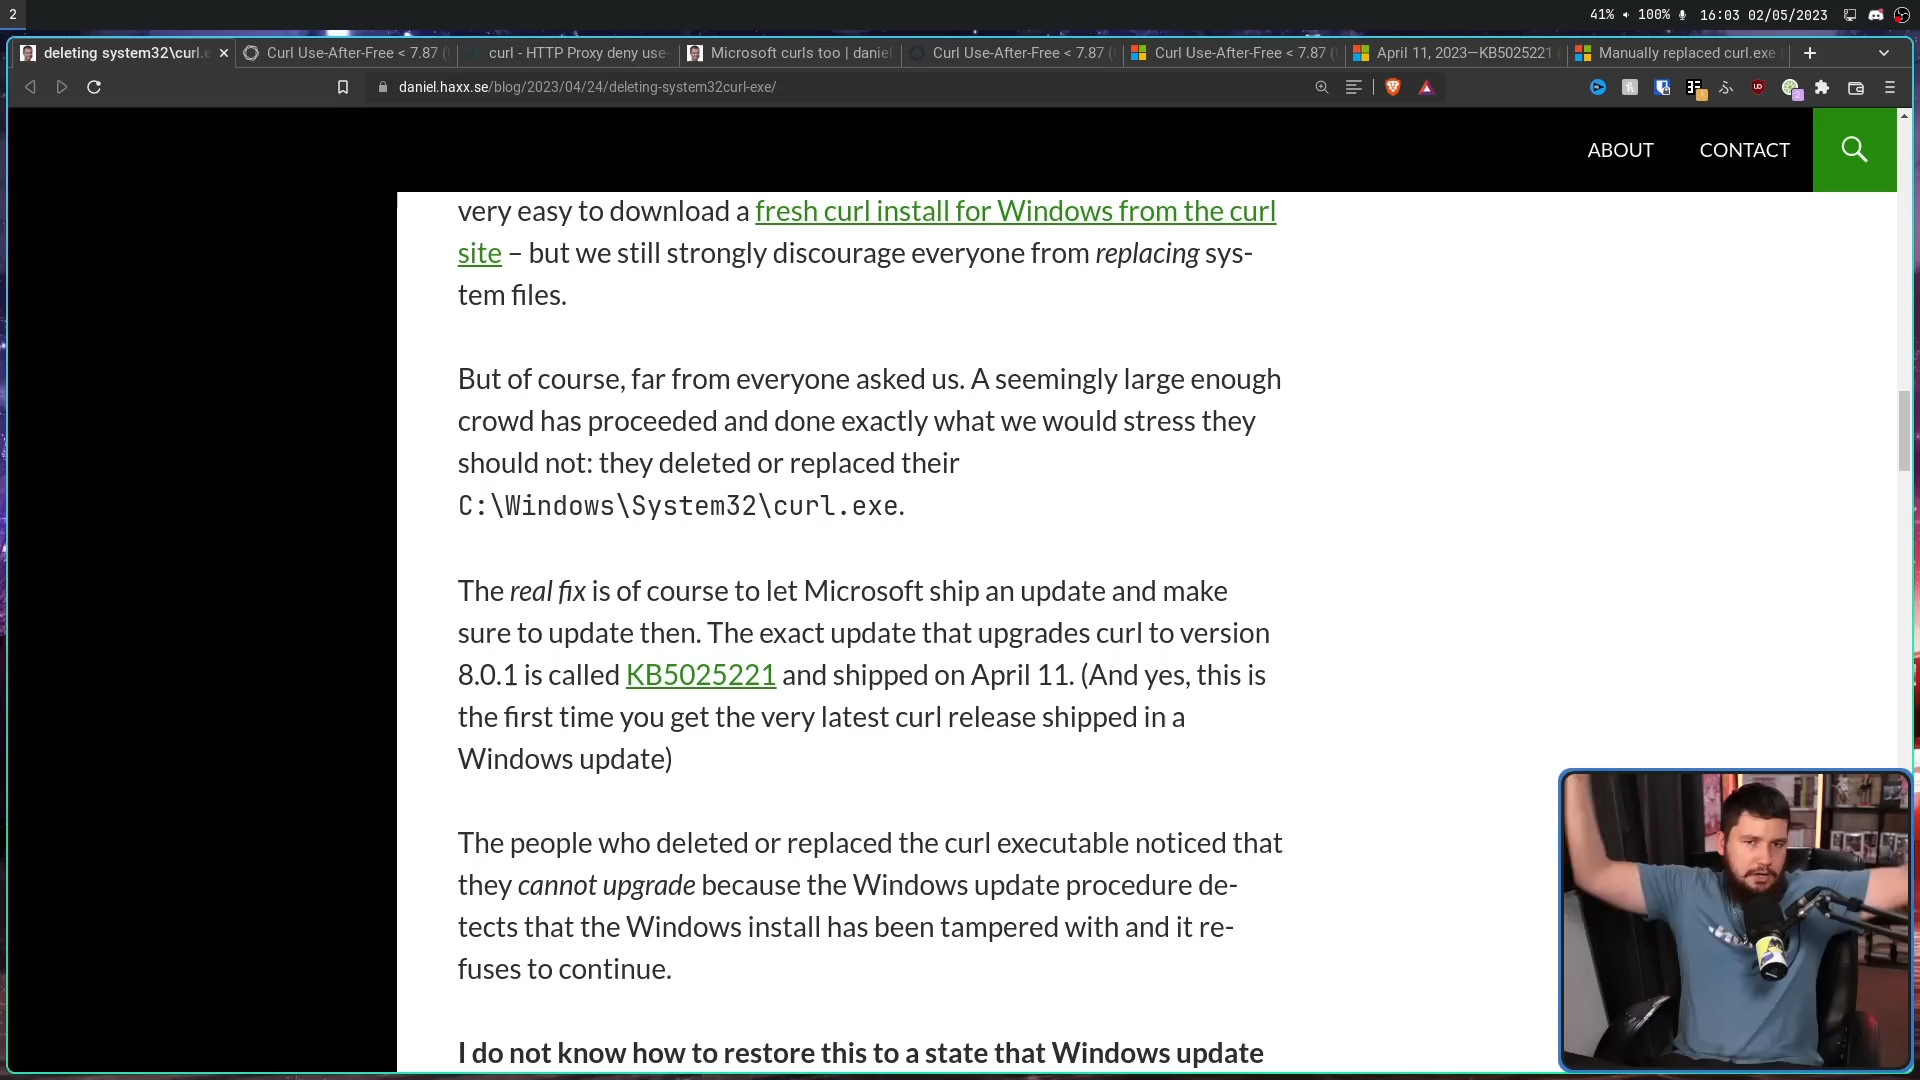 2
41%
100%
16:03 02/05/2023
deleting system32\curl.e
Curl Use-After-Free < 7.87 (
curl - HTTP Proxy deny use-
Microsoft curls too | daniel
Curl Use-After-Free < 7.87 (
Curl Use-After-Free < 7.87 (
April 11, 2023—KB5025221 (
Manually replaced curl.exe
daniel.haxx.se/blog/2023/04/24/deleting-system32curl-exe/
ABOUT
CONTACT
very easy to download a fresh curl install for Windows from the curl
site – but we still strongly discourage everyone from replacing sys-
tem files.
But of course, far from everyone asked us. A seemingly large enough
crowd has proceeded and done exactly what we would stress they
should not: they deleted or replaced their
C:\Windows\System32\curl.exe.
The real fix is of course to let Microsoft ship an update and make
sure to update then. The exact update that upgrades curl to version
8.0.1 is called KB5025221 and shipped on April 11. (And yes, this is
the first time you get the very latest curl release shipped in a
Windows update)
The people who deleted or replaced the curl executable noticed that
they cannot upgrade because the Windows update procedure de-
tects that the Windows install has been tampered with and it re-
fuses to continue.
I do not know how to restore this to a state that Windows update